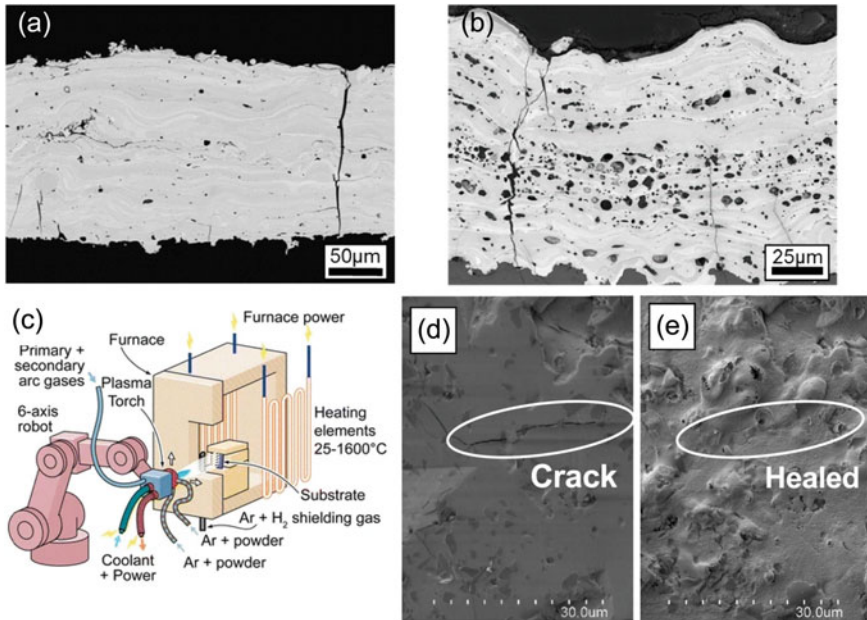 (a)
50µm
(b)
25µm
(c)
Furnace power
Furnace
Primary +
secondary
arc gases
Plasma
Torch
6-axis
robot
Heating
elements
25-1600°C
Substrate
Ar + H₂ shielding gas
Ar + powder
Ar + powder
Coolant
+ Power
(d)
Crack
30.0um
(e)
Healed
30.0um